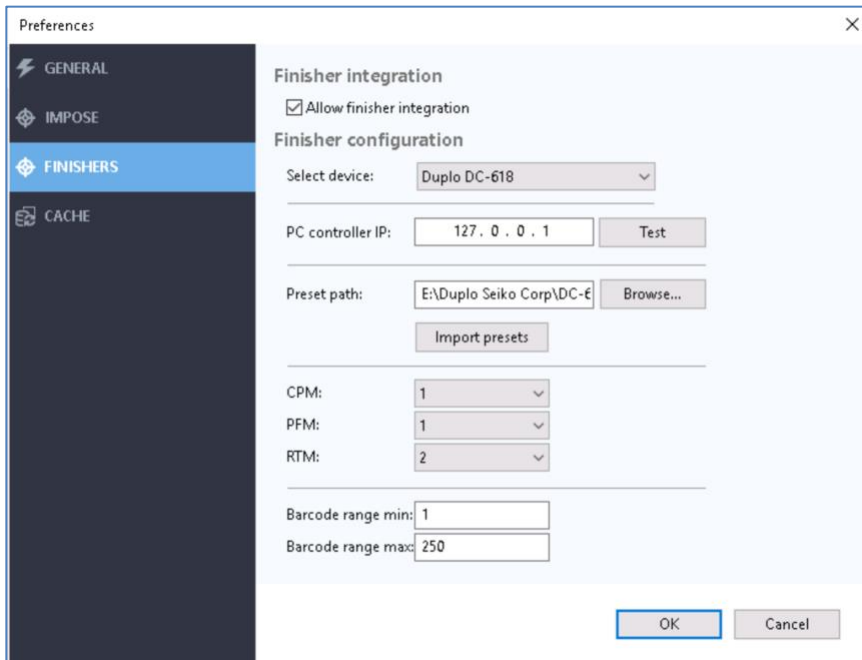 Preferences
GENERAL
IMPOSE
FINISHERS
CACHE
Finisher integration
Allow finisher integration
Finisher configuration
Select device: Duplo DC-618
PC controller IP: 127 . 0 . 0 . 1 Test
Preset path: E:\Duplo Seiko Corp\DC-6 Browse...
Import presets
CPM: 1
PFM: 1
RTM: 2
Barcode range min: 1
Barcode range max: 250
OK Cancel